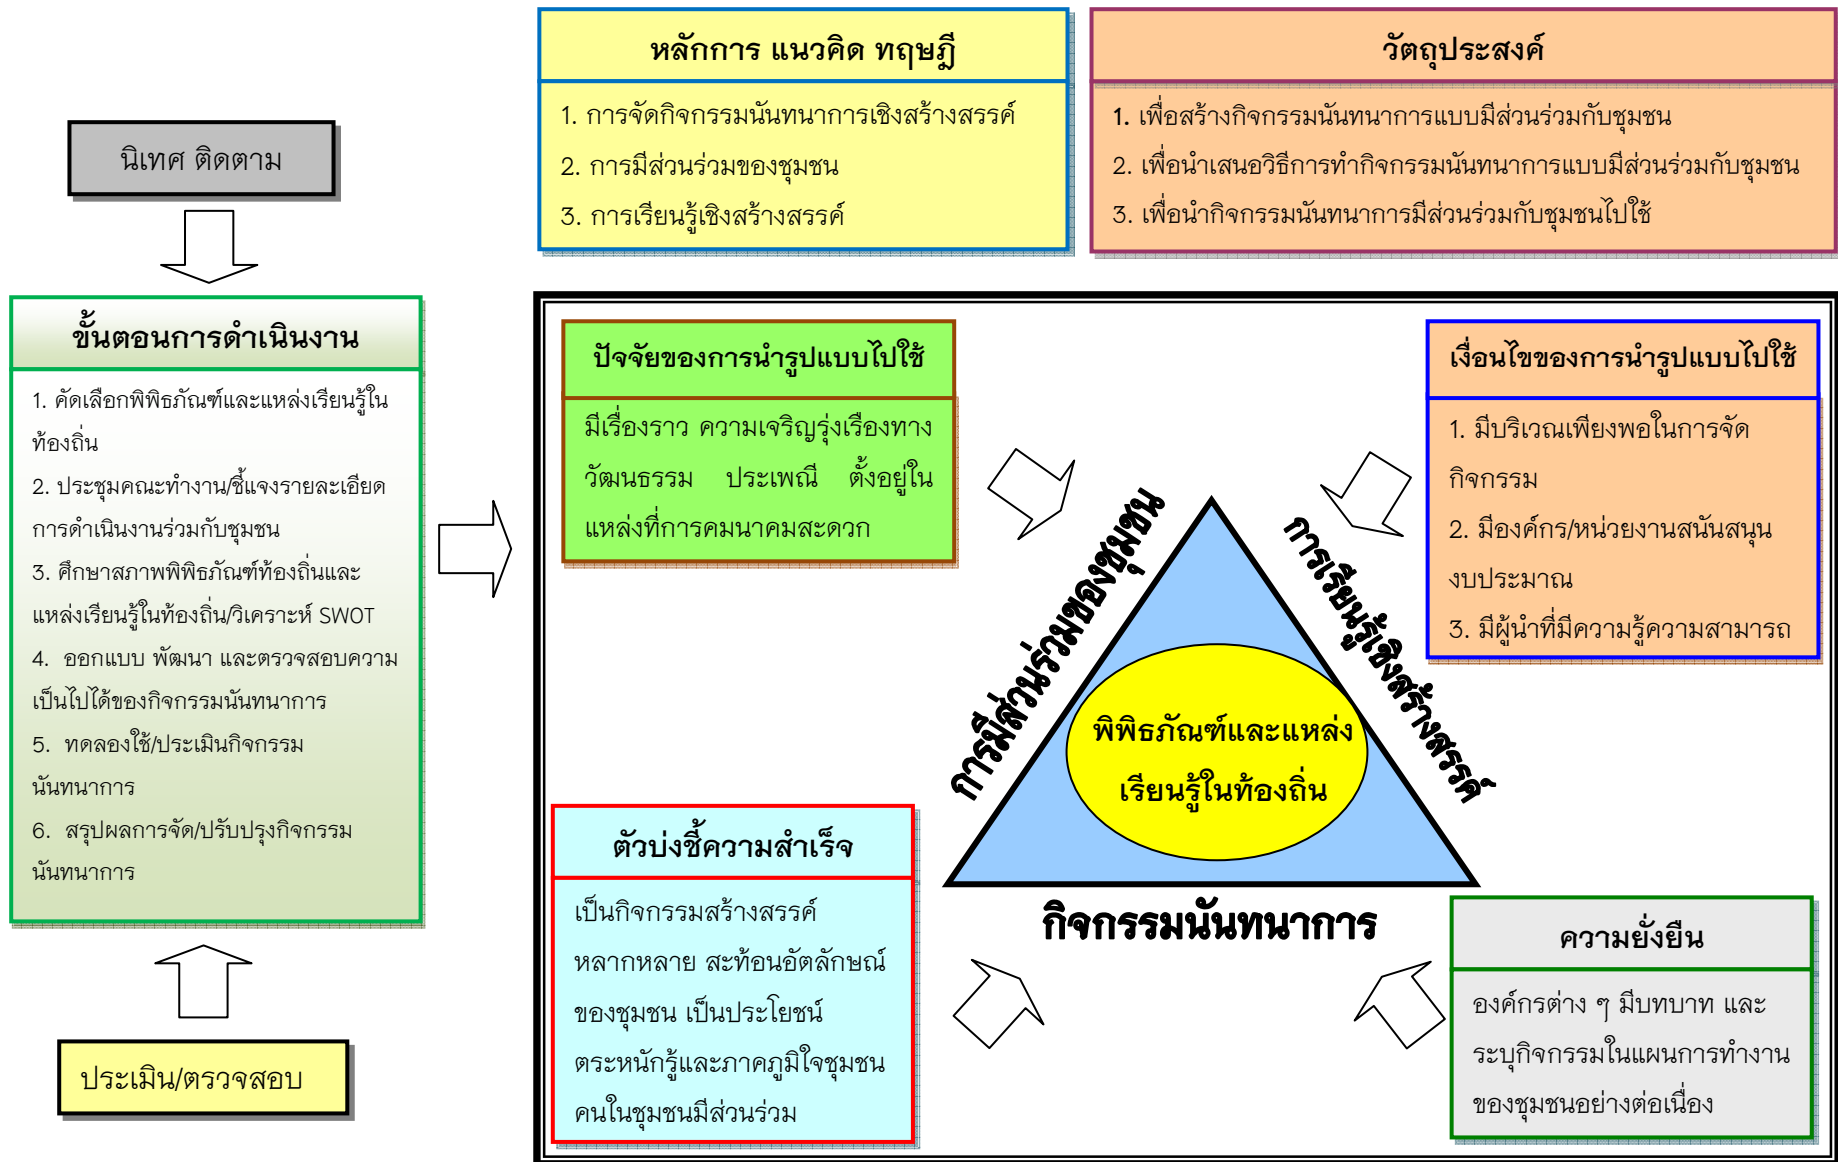 หลักการ แนวคิด ทฤษฎี
1. การจัดกิจกรรมนันทนาการเชิงสร้างสรรค์
2. การมีส่วนร่วมของชุมชน
3. การเรียนรู้เชิงสร้างสรรค์
วัตถุประสงค์
1. เพื่อสร้างกิจกรรมนันทนาการแบบมีส่วนร่วมกับชุมชน
2. เพื่อนำเสนอวิธีการทำกิจกรรมนันทนาการแบบมีส่วนร่วมกับชุมชน
3. เพื่อนำกิจกรรมนันทนาการมีส่วนร่วมกับชุมชนไปใช้
นิเทศ ติดตาม
ขั้นตอนการดำเนินงาน
1. คัดเลือกพิพิธภัณฑ์และแหล่งเรียนรู้ใน
ท้องถิ่น
2. ประชุมคณะทำงาน/ชี้แจงรายละเอียด
การดำเนินงานร่วมกับชุมชน
3. ศึกษาสภาพพิพิธภัณฑ์ท้องถิ่นและ
แหล่งเรียนรู้ในท้องถิ่น/วิเคราะห์ SWOT
4. ออกแบบ พัฒนา และตรวจสอบความ
เป็นไปได้ของกิจกรรมนันทนาการ
5. ทดลองใช้/ประเมินกิจกรรม
นันทนาการ
6. สรุปผลการจัด/ปรับปรุงกิจกรรม
นันทนาการ
ประเมิน/ตรวจสอบ
ปัจจัยของการนำรูปแบบไปใช้
มีเรื่องราว ความเจริญรุ่งเรืองทาง
วัฒนธรรม ประเพณี ตั้งอยู่ใน
แหล่งที่การคมนาคมสะดวก
เงื่อนไขของการนำรูปแบบไปใช้
1. มีบริเวณเพียงพอในการจัด
กิจกรรม
2. มีองค์กร/หน่วยงานสนันสนุน
งบประมาณ
3. มีผู้นำที่มีความรู้ความสามารถ
การมีส่วนร่วมของชุมชน
การเรียนรู้เชิงสร้างสรรค์
พิพิธภัณฑ์และแหล่ง
เรียนรู้ในท้องถิ่น
กิจกรรมนันทนาการ
ตัวบ่งชี้ความสำเร็จ
เป็นกิจกรรมสร้างสรรค์
หลากหลาย สะท้อนอัตลักษณ์
ของชุมชน เป็นประโยชน์
ตระหนักรู้และภาคภูมิใจชุมชน
คนในชุมชนมีส่วนร่วม
ความยั่งยืน
องค์กรต่าง ๆ มีบทบาท และ
ระบุกิจกรรมในแผนการทำงาน
ของชุมชนอย่างต่อเนื่อง